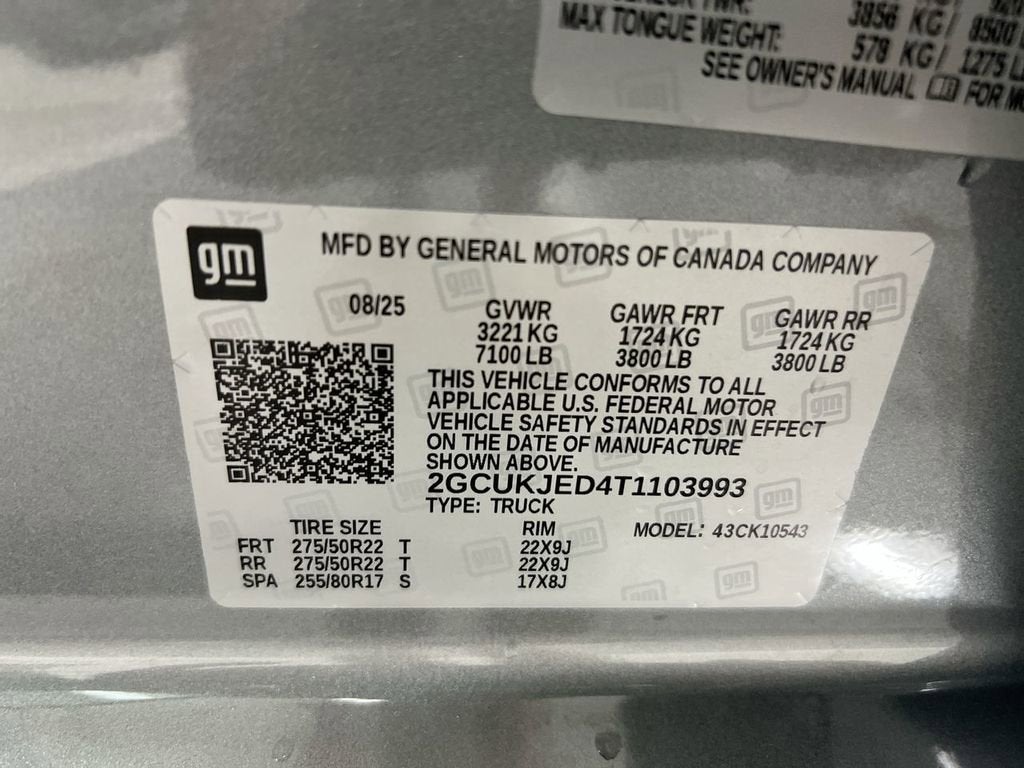 TWR:
3856 KG/ 8500 L
MAX TONGUE WEIGHT:
578 KG/ 1275 L
SEE OWNER'S MANUAL FOR MO
gm
MFD BY GENERAL MOTORS OF CANADA COMPANY
08/25 GVWR GAWR FRT GAWR RR
3221 KG 1724 KG 1724 KG
7100 LB 3800 LB 3800 LB
THIS VEHICLE CONFORMS TO ALL
APPLICABLE U.S. FEDERAL MOTOR
VEHICLE SAFETY STANDARDS IN EFFECT
ON THE DATE OF MANUFACTURE
SHOWN ABOVE.
2GCUKJED4T1103993
TYPE: TRUCK
TIRE SIZE RIM MODEL: 43CK10543
FRT 275/50R22 T 22X9J
RR 275/50R22 T 22X9J
SPA 255/80R17 S 17X8J